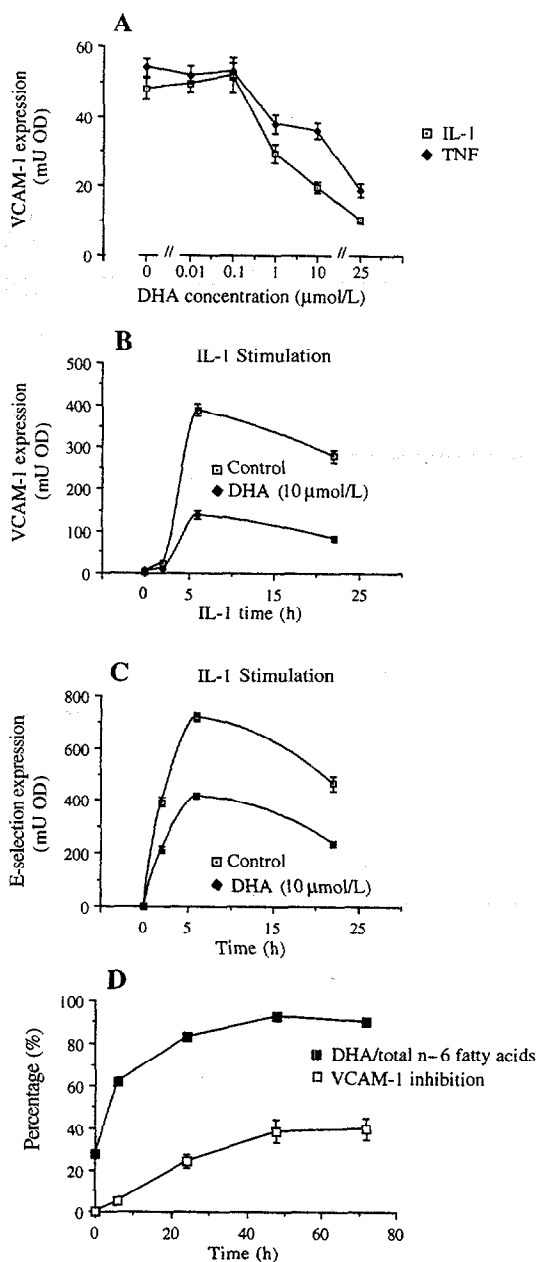 A
VCAM-1 expression
(mU OD)
60
40
20
0
IL-1
TNF
0 // 0.01 0.1 1 10 // 25
DHA concentration (μmol/L)
B
IL-1 Stimulation
VCAM-1 expression
(mU OD)
500
400
300
200
100
0
Control
DHA (10 μmol/L)
0 5 15 25
IL-1 time (h)
C
IL-1 Stimulation
E-selection expression
(mU OD)
800
600
400
200
0
Control
DHA (10 μmol/L)
0 5 15 25
Time (h)
D
Percentage (%)
100
80
60
40
20
0
DHA/total n-6 fatty acids
VCAM-1 inhibition
0 20 40 60 80
Time (h)